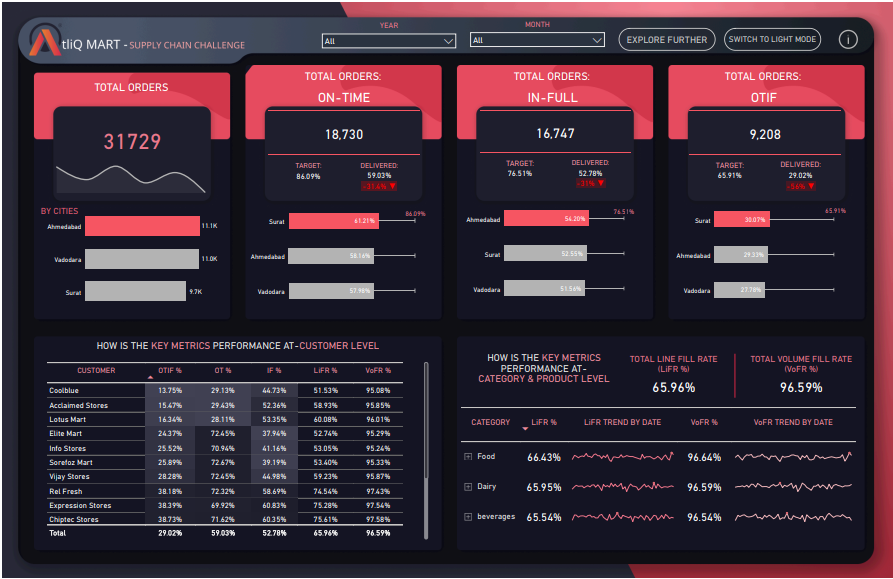 YEAR
MONTH
tliQ MART - SUPPLY CHAIN CHALLENGE
All
All
EXPLORE FURTHER
SWITCH TO LIGHT MODE
i
TOTAL ORDERS
31729
BY CITIES
Ahmedabad 11.1K
Vadodara 11.0K
Surat 9.7K
TOTAL ORDERS:
ON-TIME
18,730
TARGET: DELIVERED:
86.09% 59.03%
-31.4% ▼
86.09%
Surat 61.21%
Ahmedabad 58.16%
Vadodara 57.98%
TOTAL ORDERS:
IN-FULL
16,747
TARGET: DELIVERED:
76.51% 52.78%
-31% ▼
76.51%
Ahmedabad 54.20%
Surat 52.55%
Vadodara 51.56%
TOTAL ORDERS:
OTIF
9,208
TARGET: DELIVERED:
65.91% 29.02%
-56% ▼
65.91%
Surat 30.07%
Ahmedabad 29.33%
Vadodara 27.78%
HOW IS THE KEY METRICS PERFORMANCE AT-CUSTOMER LEVEL
CUSTOMER OTIF % OT % IF % LiFR % VoFR %
Coolblue 13.75% 29.13% 44.73% 51.53% 95.08%
Acclaimed Stores 15.47% 29.43% 52.36% 58.93% 95.85%
Lotus Mart 16.34% 28.11% 53.35% 60.08% 96.01%
Elite Mart 24.37% 72.45% 37.94% 52.74% 95.29%
Info Stores 25.52% 70.94% 41.16% 53.05% 95.24%
Sorefoz Mart 25.89% 72.67% 39.19% 53.40% 95.33%
Vijay Stores 28.28% 72.45% 44.98% 59.23% 95.87%
Rel Fresh 38.18% 72.32% 58.69% 74.54% 97.43%
Expression Stores 38.39% 69.92% 60.83% 75.28% 97.54%
Chiptec Stores 38.73% 71.62% 60.35% 75.61% 97.58%
Total 29.02% 59.03% 52.78% 65.96% 96.59%
HOW IS THE KEY METRICS
PERFORMANCE AT-
CATEGORY & PRODUCT LEVEL
TOTAL LINE FILL RATE
(LiFR %)
65.96%
TOTAL VOLUME FILL RATE
(VoFR %)
96.59%
CATEGORY LiFR % LiFR TREND BY DATE VoFR % VoFR TREND BY DATE
Food 66.43% 96.64%
Dairy 65.95% 96.59%
beverages 65.54% 96.54%